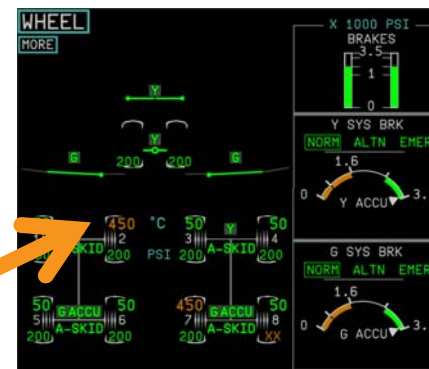 WHEEL
MORE
X 1000 PSI
BRAKES
3.5
1
0
Y
Y
G
200
200
G
Y SYS BRK
NORM ALTN EMER
1.6
0
3.
Y ACCU
450 °C 50 Y 50
2 3 4
A-SKID PSI 200 A-SKID 200
200
G SYS BRK
NORM ALTN EMER
1.6
0
3.
G ACCU
50 50 450 50
5 G ACCU 6 7 G ACCU 8
A-SKID A-SKID
200 200 200 XX